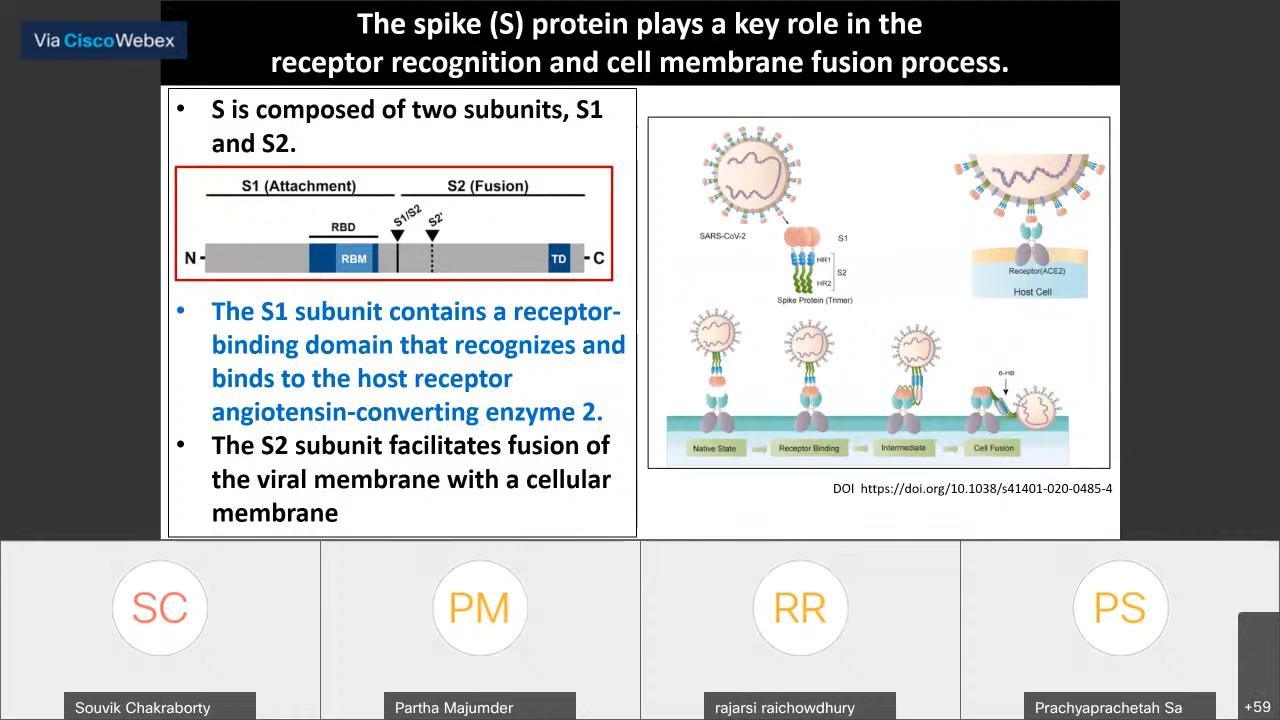 Via CiscoWebex
The spike (S) protein plays a key role in the
receptor recognition and cell membrane fusion process.
• S is composed of two subunits, S1
and S2.
S1 (Attachment)
S2 (Fusion)
RBD
S1/S2
S2'
N
RBM
TD
C
• The S1 subunit contains a receptor-
binding domain that recognizes and
binds to the host receptor
angiotensin-converting enzyme 2.
• The S2 subunit facilitates fusion of
the viral membrane with a cellular
membrane
SARS-CoV-2
S1
HR1
S2
HR2
Spike Protein (Trimer)
Receptor(ACE2)
Host Cell
6-HB
Native State
Receptor Binding
Intermediate
Cell Fusion
DOI https://doi.org/10.1038/s41401-020-0485-4
SC
PM
RR
PS
Souvik Chakraborty
Partha Majumder
rajarsi raichowdhury
Prachyaprachetah Sa
+59